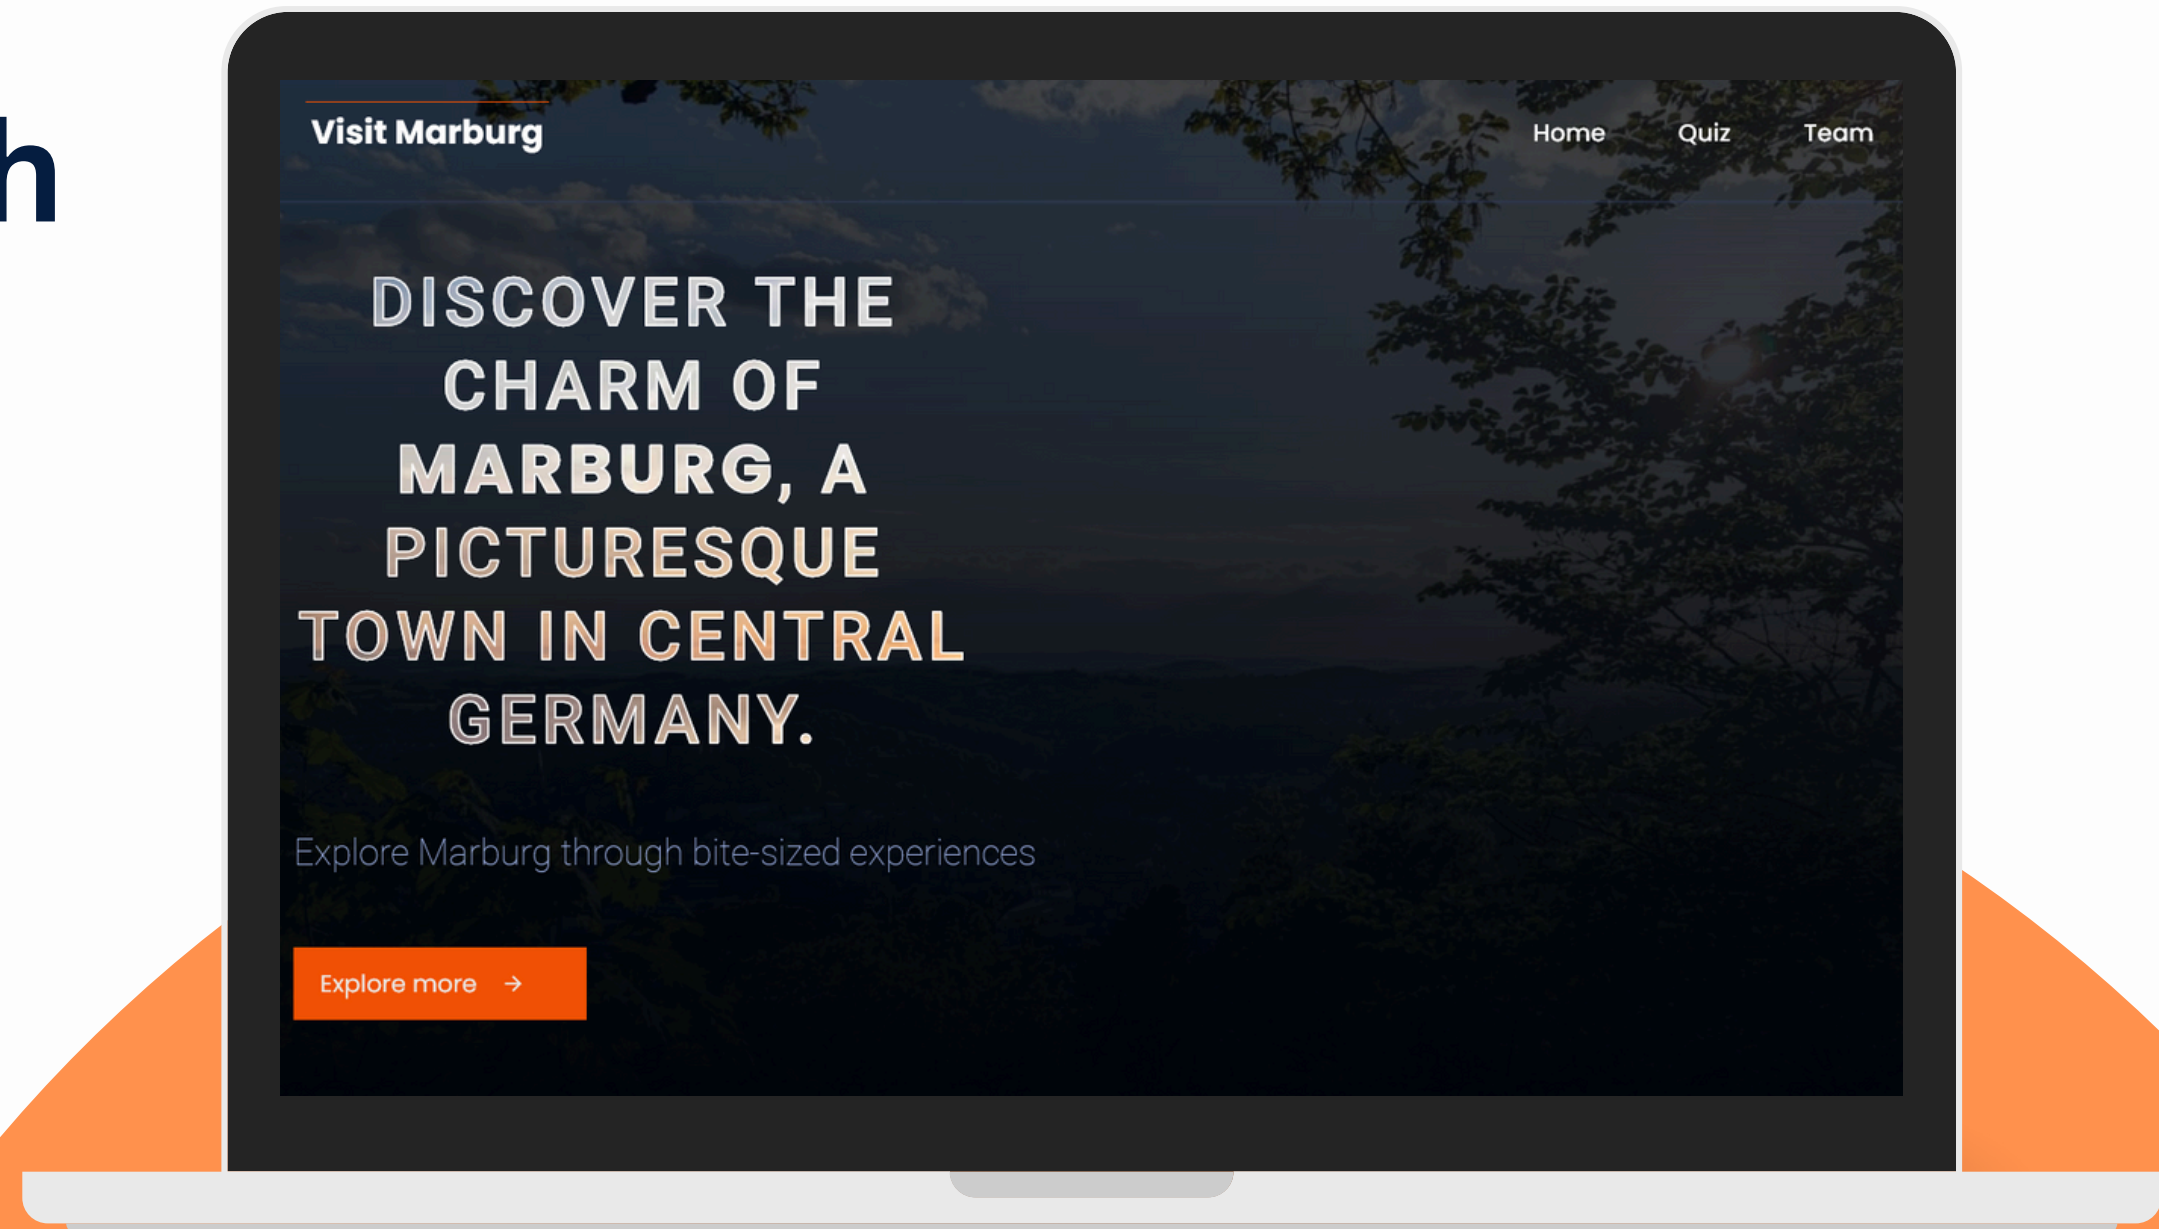 h
Visit Marburg
Home Quiz Team
DISCOVER THE
CHARM OF
MARBURG, A
PICTURESQUE
TOWN IN CENTRAL
GERMANY.
Explore Marburg through bite-sized experiences
Explore more →